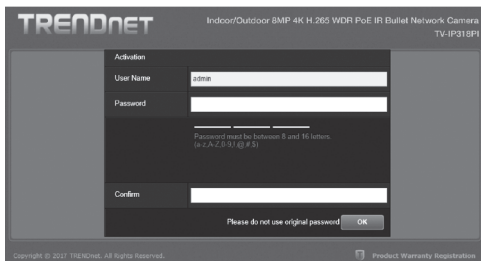 TRENDNET
Indoor/Outdoor 8MP 4K H.265 WDR PoE IR Bullet Network Camera
TV-IP318PI
Activation
User Name admin
Password
Password must be between 8 and 16 letters.
(a-z,A-Z,0-9,!,@,#,$)
Confirm
Please do not use original password OK
Copyright © 2017 TRENDnet. All Rights Reserved. Product Warranty Registration